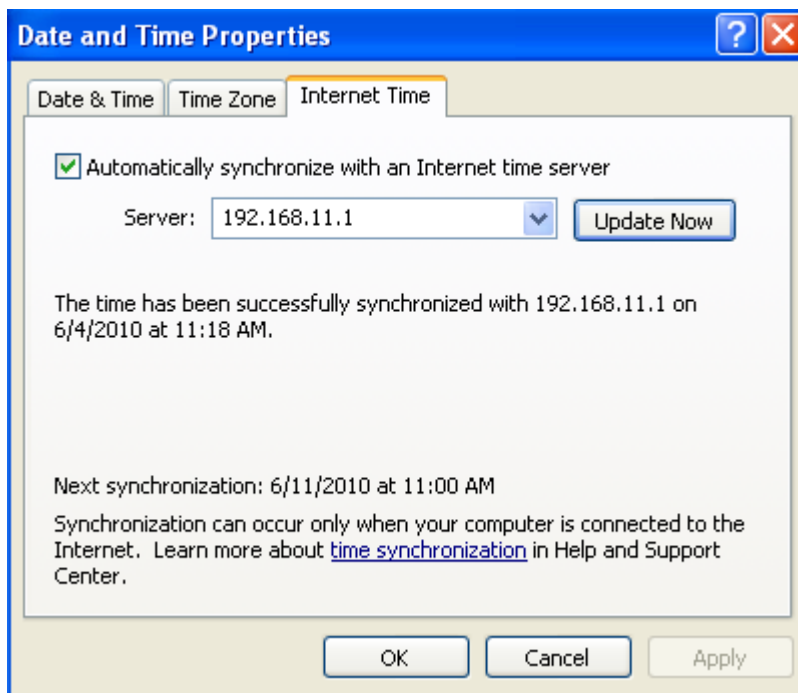 Date and Time Properties
Date & Time Time Zone Internet Time
Automatically synchronize with an Internet time server
Server: 192.168.11.1 Update Now
The time has been successfully synchronized with 192.168.11.1 on
6/4/2010 at 11:18 AM.
Next synchronization: 6/11/2010 at 11:00 AM
Synchronization can occur only when your computer is connected to the
Internet. Learn more about time synchronization in Help and Support
Center.
OK Cancel Apply